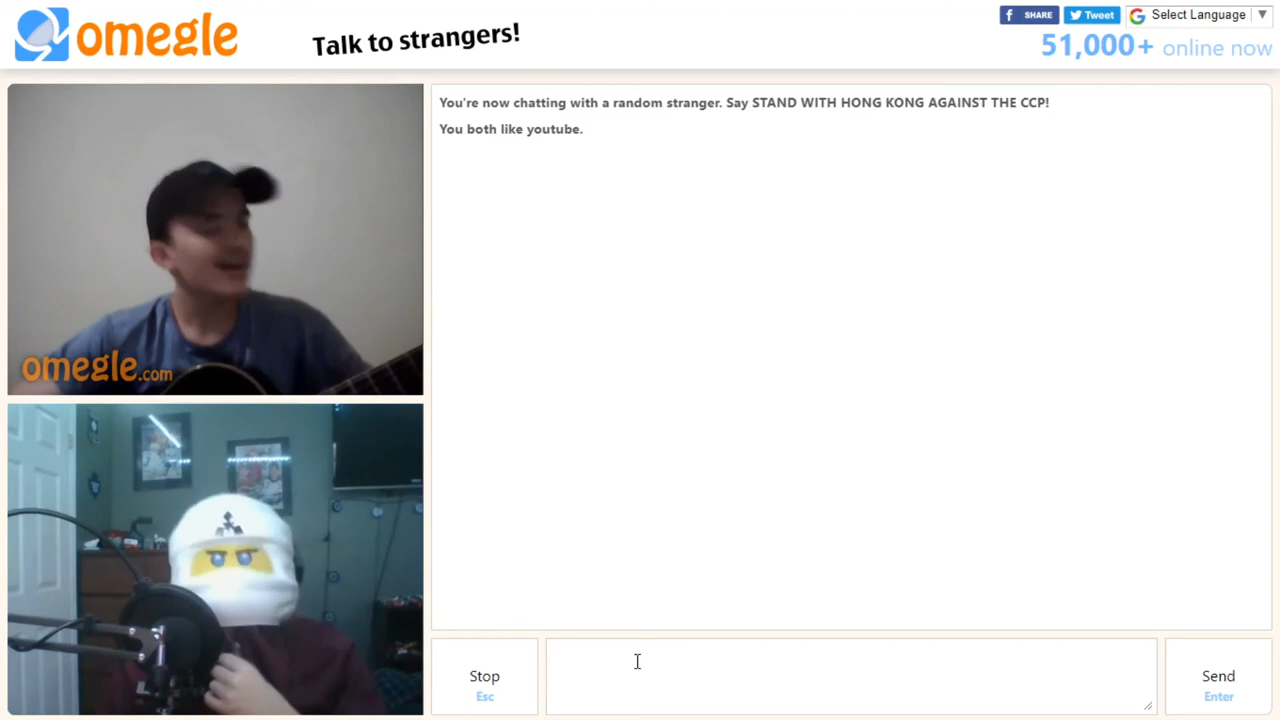 omegle
Talk to strangers!
SHARE
Tweet
Select Language
51,000+ online now
You're now chatting with a random stranger. Say STAND WITH HONG KONG AGAINST THE CCP!
You both like youtube.
omegle.com
Stop
Esc
Send
Enter